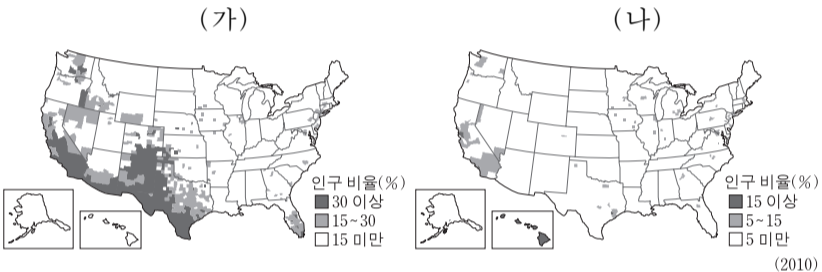 (가)
인구 비율(%)
30 이상
15~30
15 미만
(나)
인구 비율(%)
15 이상
5~15
5 미만
(2010)